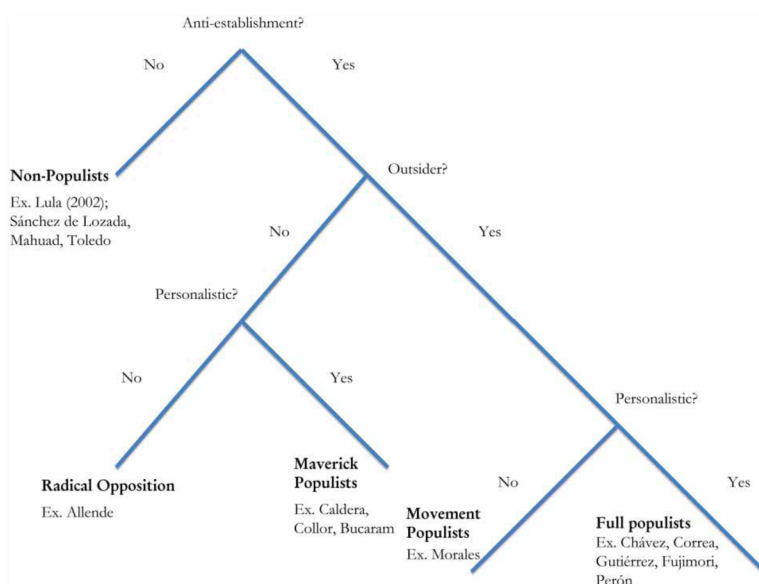 Anti-establishment?
No
Yes
Non-Populists
Ex. Lula (2002);
Sánchez de Lozada,
Mahuad, Toledo
Outsider?
No
Yes
Personalistic?
No
Yes
Personalistic?
No
Yes
Radical Opposition
Ex. Allende
Maverick
Populists
Ex. Caldera,
Collor, Bucaram
Movement
Populists
Ex. Morales
Full populists
Ex. Chávez, Correa,
Gutiérrez, Fujimori,
Perón